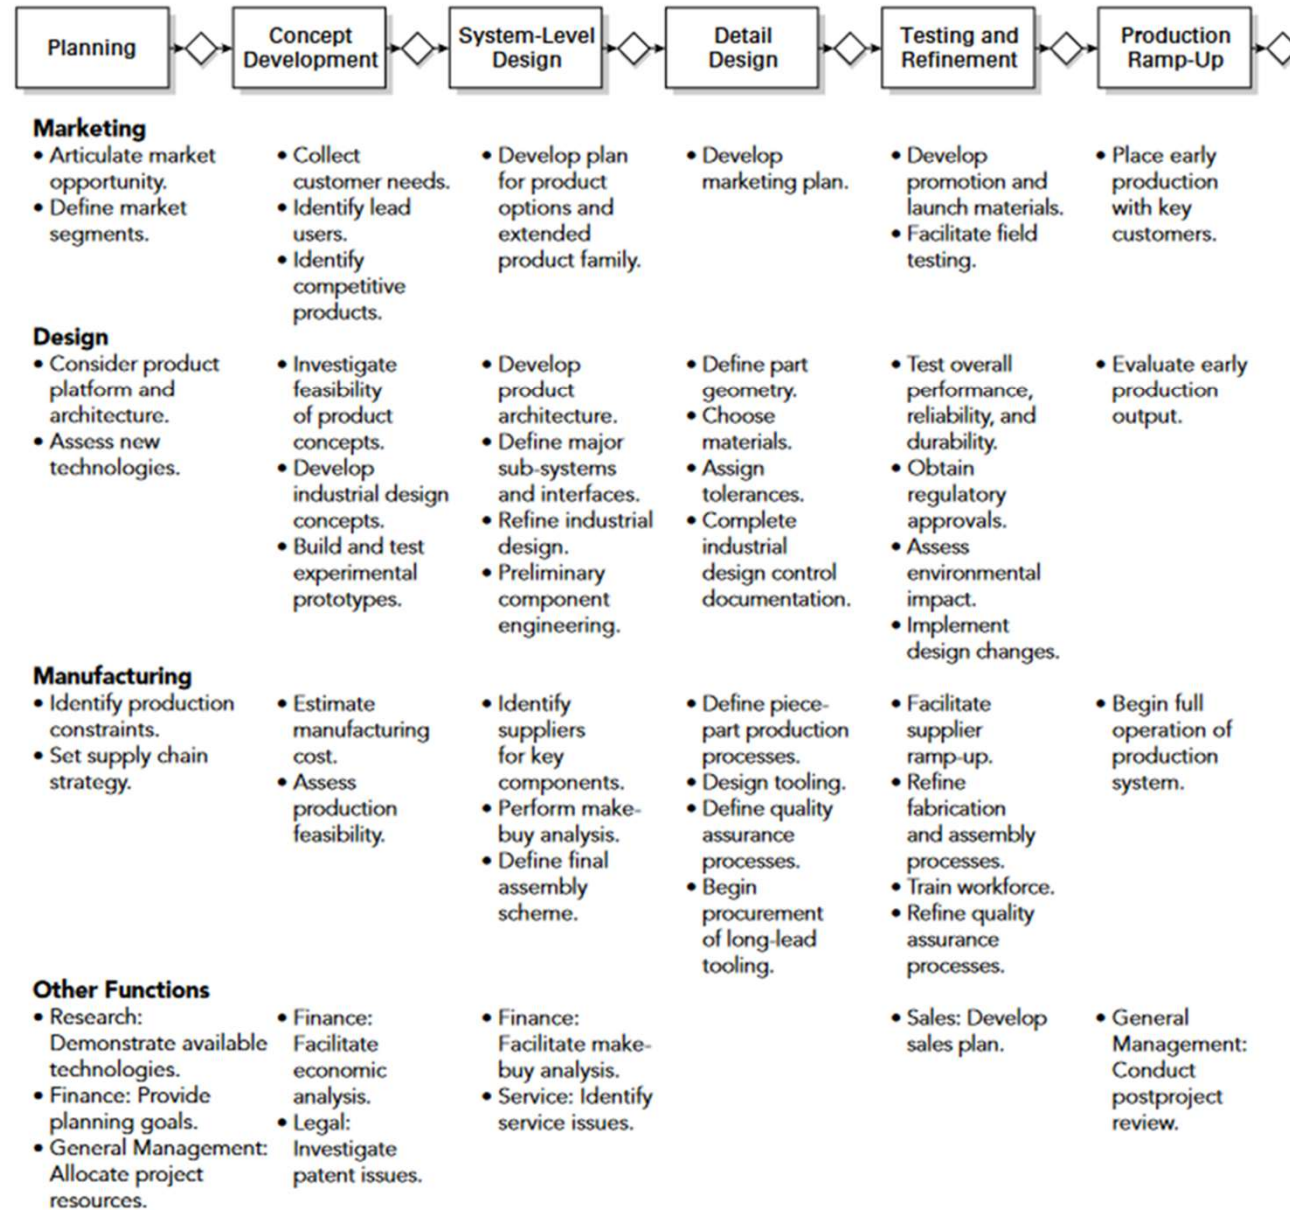 Planning
Concept
Development
System-Level
Design
Detail
Design
Testing and
Refinement
Production
Ramp-Up
Marketing
• Articulate market
opportunity.
• Define market
segments.
• Collect
customer needs.
• Identify lead
users.
• Identify
competitive
products.
• Develop plan
for product
options and
extended
product family.
• Develop
marketing plan.
• Develop
promotion and
launch materials.
• Facilitate field
testing.
• Place early
production
with key
customers.
Design
• Consider product
platform and
architecture.
• Assess new
technologies.
• Investigate
feasibility
of product
concepts.
• Develop
industrial design
concepts.
• Build and test
experimental
prototypes.
• Develop
product
architecture.
• Define major
sub-systems
and interfaces.
• Refine industrial
design.
• Preliminary
component
engineering.
• Define part
geometry.
• Choose
materials.
• Assign
tolerances.
• Complete
industrial
design control
documentation.
• Test overall
performance,
reliability, and
durability.
• Obtain
regulatory
approvals.
• Assess
environmental
impact.
• Implement
design changes.
• Evaluate early
production
output.
Manufacturing
• Identify production
constraints.
• Set supply chain
strategy.
• Estimate
manufacturing
cost.
• Assess
production
feasibility.
• Identify
suppliers
for key
components.
• Perform make-
buy analysis.
• Define final
assembly
scheme.
• Define piece-
part production
processes.
• Design tooling.
• Define quality
assurance
processes.
• Begin
procurement
of long-lead
tooling.
• Facilitate
supplier
ramp-up.
• Refine
fabrication
and assembly
processes.
• Train workforce.
• Refine quality
assurance
processes.
• Begin full
operation of
production
system.
Other Functions
• Research:
Demonstrate available
technologies.
• Finance: Provide
planning goals.
• General Management:
Allocate project
resources.
• Finance:
Facilitate
economic
analysis.
• Legal:
Investigate
patent issues.
• Finance:
Facilitate make-
buy analysis.
• Service: Identify
service issues.
• Sales: Develop
sales plan.
• General
Management:
Conduct
postproject
review.